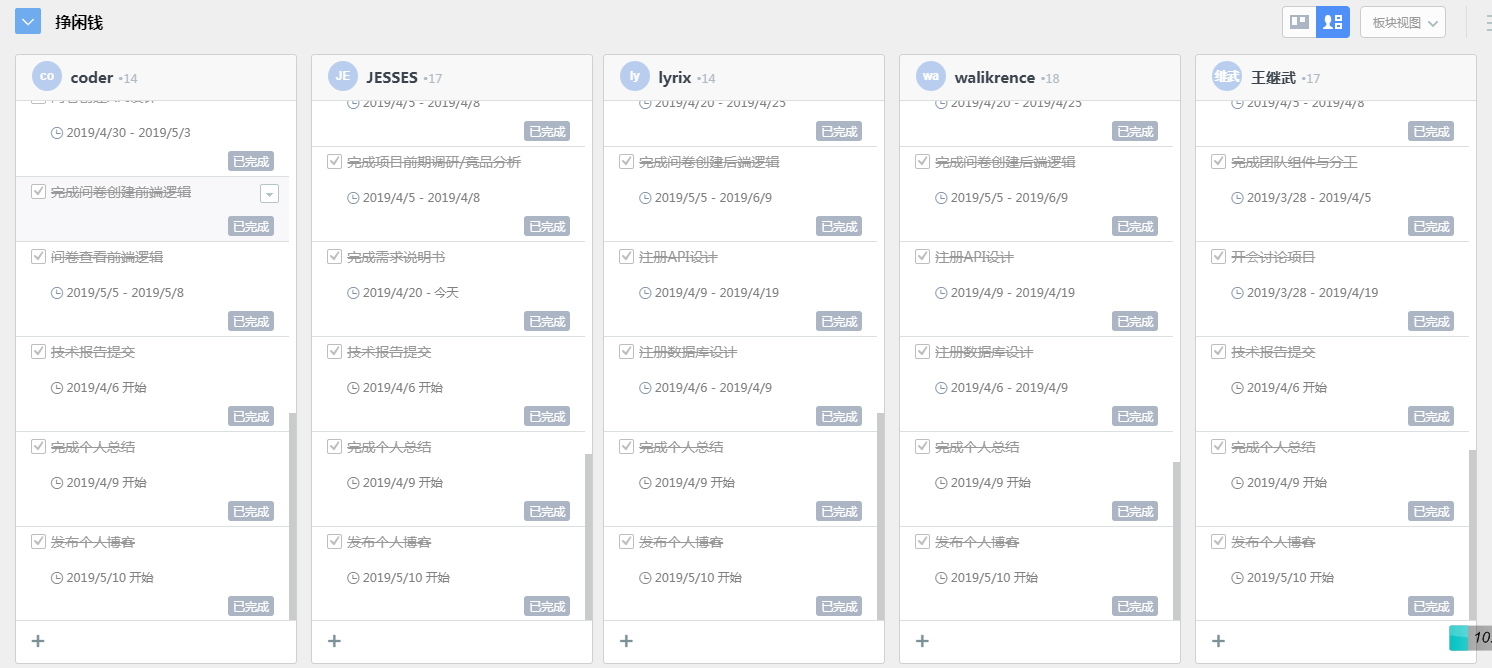 挣闲钱
板块视图
co coder •14
2019/4/30 - 2019/5/3
已完成
完成问卷创建前端逻辑
已完成
问卷查看前端逻辑
2019/5/5 - 2019/5/8
已完成
技术报告提交
2019/4/6 开始
已完成
完成个人总结
2019/4/9 开始
已完成
发布个人博客
2019/5/10 开始
已完成
+
JE JESSES •17
2019/4/5 - 2019/4/8
已完成
完成项目前期调研/竞品分析
2019/4/5 - 2019/4/8
已完成
完成需求说明书
2019/4/20 - 今天
已完成
技术报告提交
2019/4/6 开始
已完成
完成个人总结
2019/4/9 开始
已完成
发布个人博客
2019/5/10 开始
已完成
+
ly lyrix •14
2019/4/20 - 2019/4/25
已完成
完成问卷创建后端逻辑
2019/5/5 - 2019/6/9
已完成
注册API设计
2019/4/9 - 2019/4/19
已完成
注册数据库设计
2019/4/6 - 2019/4/9
已完成
完成个人总结
2019/4/9 开始
已完成
发布个人博客
2019/5/10 开始
已完成
+
wa walikrence •18
2019/4/20 - 2019/4/25
已完成
完成问卷创建后端逻辑
2019/5/5 - 2019/6/9
已完成
注册API设计
2019/4/9 - 2019/4/19
已完成
注册数据库设计
2019/4/6 - 2019/4/9
已完成
完成个人总结
2019/4/9 开始
已完成
发布个人博客
2019/5/10 开始
已完成
+
继武 王继武 •17
2019/4/5 - 2019/4/8
已完成
完成团队组件与分工
2019/3/28 - 2019/4/5
已完成
开会讨论项目
2019/3/28 - 2019/4/19
已完成
技术报告提交
2019/4/6 开始
已完成
完成个人总结
2019/4/9 开始
已完成
发布个人博客
2019/5/10 开始
已完成
+
10